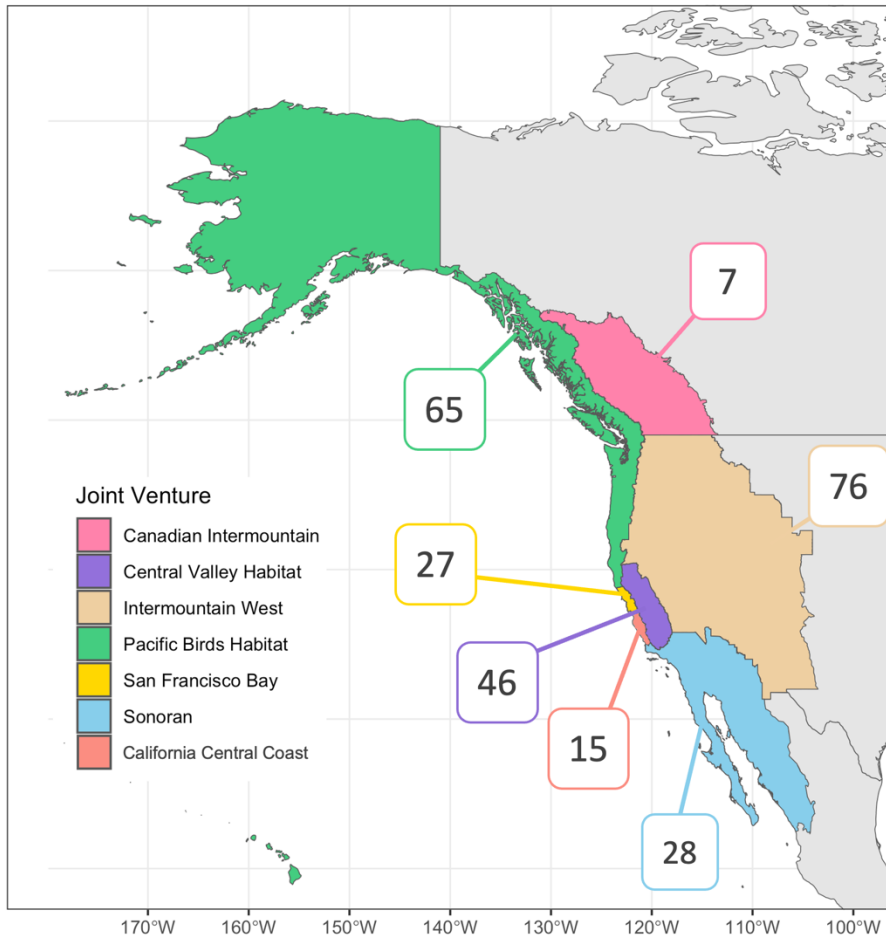 7
65
76
Joint Venture
Canadian Intermountain
Central Valley Habitat
Intermountain West
Pacific Birds Habitat
San Francisco Bay
Sonoran
California Central Coast
27
46
15
28
170°W 160°W 150°W 140°W 130°W 120°W 110°W 100°W